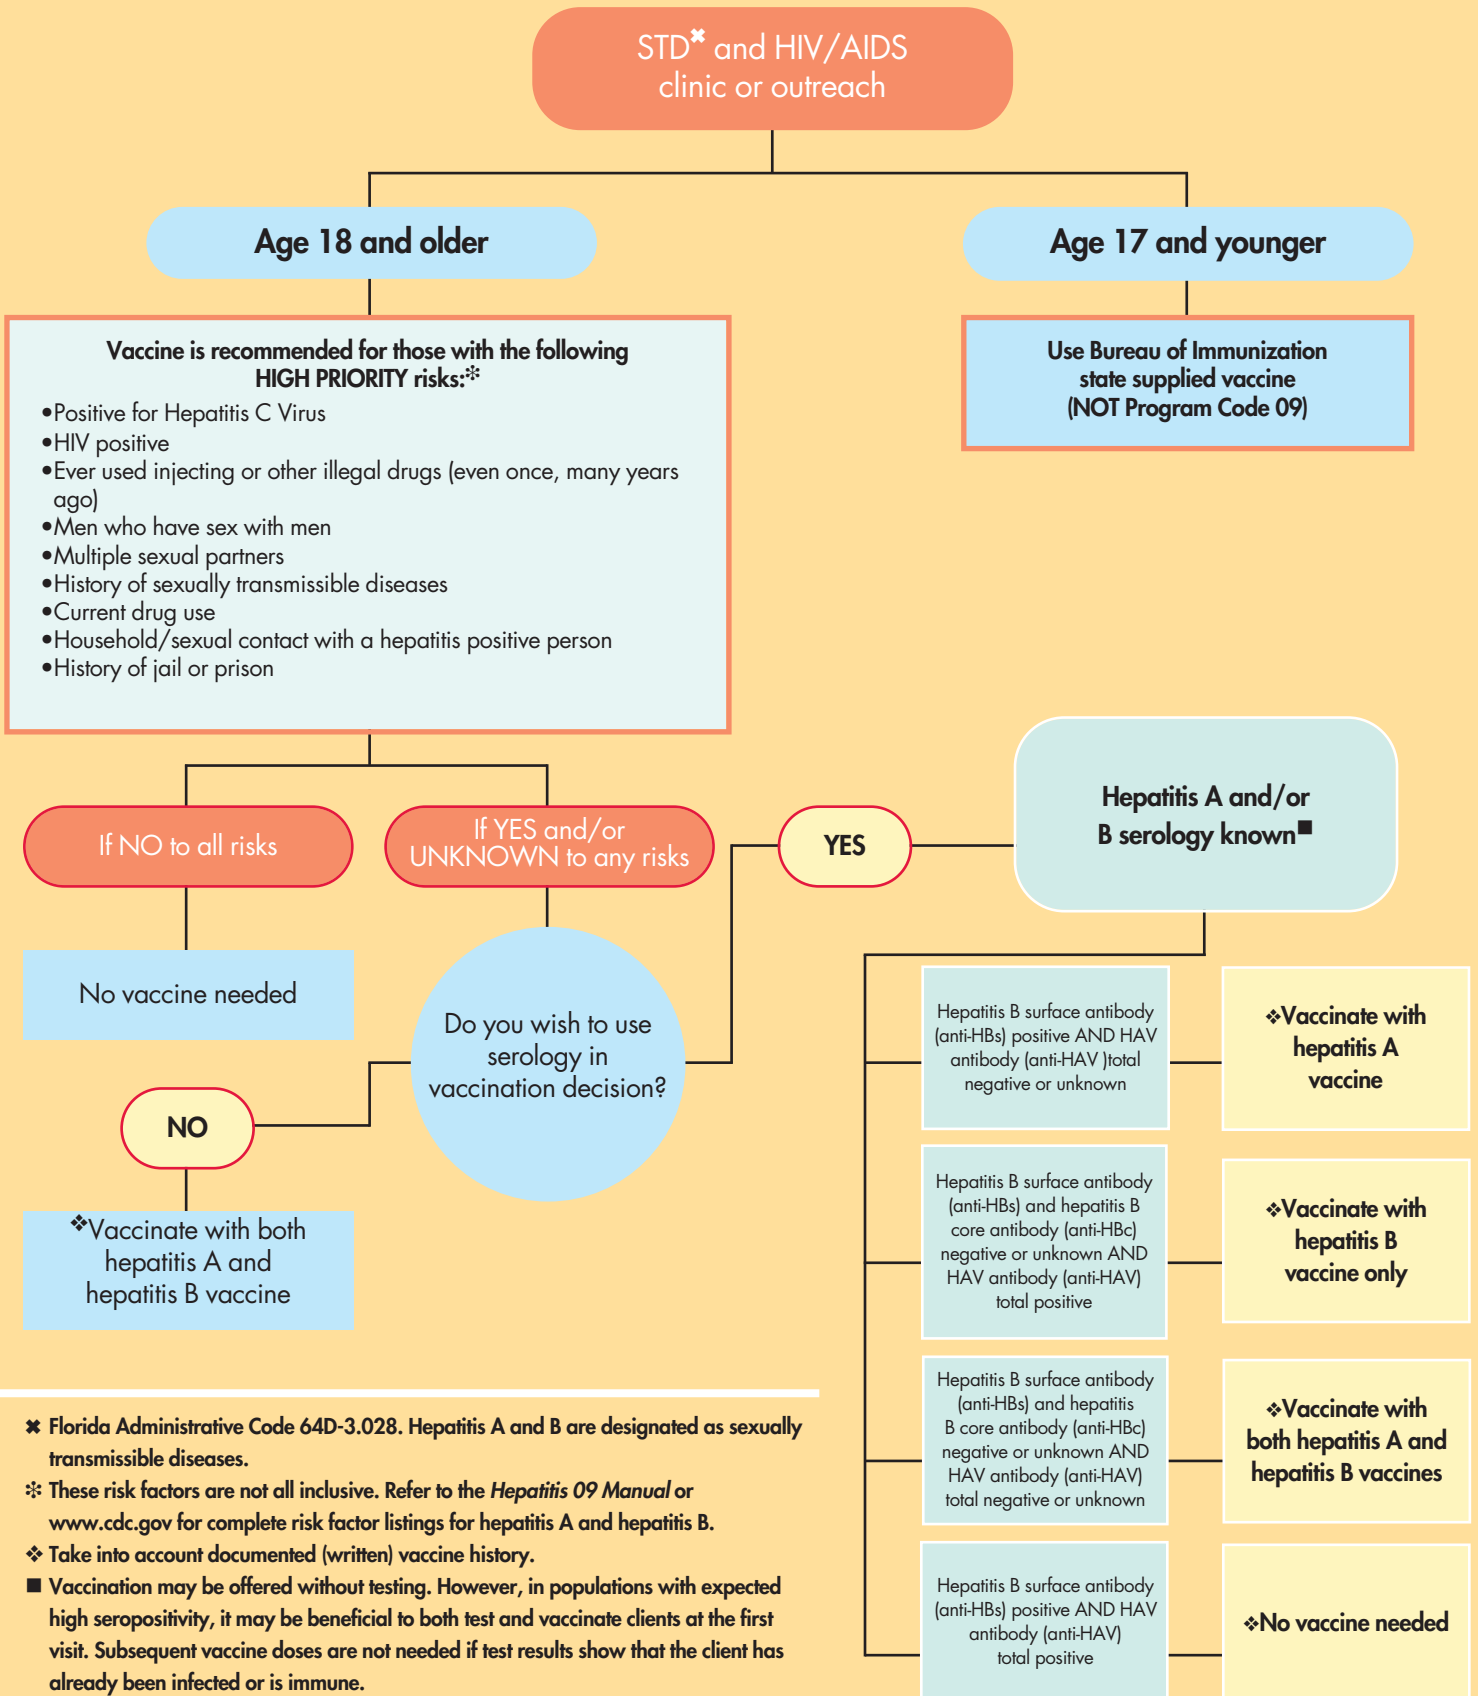 STD✖ and HIV/AIDS
clinic or outreach
Age 18 and older
Age 17 and younger
Vaccine is recommended for those with the following
HIGH PRIORITY risks:❇
•Positive for Hepatitis C Virus
•HIV positive
•Ever used injecting or other illegal drugs (even once, many years
ago)
•Men who have sex with men
•Multiple sexual partners
•History of sexually transmissible diseases
•Current drug use
•Household/sexual contact with a hepatitis positive person
•History of jail or prison
Use Bureau of Immunization
state supplied vaccine
(NOT Program Code 09)
If NO to all risks
If YES and/or
UNKNOWN to any risks
YES
Hepatitis A and/or
B serology known■
No vaccine needed
Do you wish to use
serology in
vaccination decision?
NO
❖Vaccinate with both
hepatitis A and
hepatitis B vaccine
Hepatitis B surface antibody
(anti-HBs) positive AND HAV
antibody (anti-HAV )total
negative or unknown
❖Vaccinate with
hepatitis A
vaccine
Hepatitis B surface antibody
(anti-HBs) and hepatitis B
core antibody (anti-HBc)
negative or unknown AND
HAV antibody (anti-HAV)
total positive
❖Vaccinate with
hepatitis B
vaccine only
Hepatitis B surface antibody
(anti-HBs) and hepatitis
B core antibody (anti-HBc)
negative or unknown AND
HAV antibody (anti-HAV)
total negative or unknown
❖Vaccinate with
both hepatitis A and
hepatitis B vaccines
Hepatitis B surface antibody
(anti-HBs) positive AND HAV
antibody (anti-HAV)
total positive
❖No vaccine needed
✖ Florida Administrative Code 64D-3.028. Hepatitis A and B are designated as sexually
transmissible diseases.
❇ These risk factors are not all inclusive. Refer to the Hepatitis 09 Manual or
www.cdc.gov for complete risk factor listings for hepatitis A and hepatitis B.
❖ Take into account documented (written) vaccine history.
■ Vaccination may be offered without testing. However, in populations with expected
high seropositivity, it may be beneficial to both test and vaccinate clients at the first
visit. Subsequent vaccine doses are not needed if test results show that the client has
already been infected or is immune.